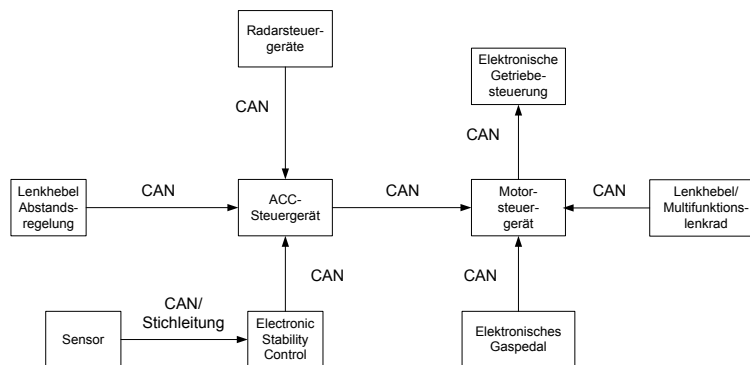 Radarsteuer-
geräte
Elektronische
Getriebe-
steuerung
CAN
CAN
Lenkhebel
Abstands-
regelung
CAN
ACC-
Steuergerät
CAN
Motor-
steuer-
gerät
CAN
Lenkhebel/
Multifunktions-
lenkrad
CAN
CAN
CAN/
Stichleitung
Sensor
Electronic
Stability
Control
Elektronisches
Gaspedal